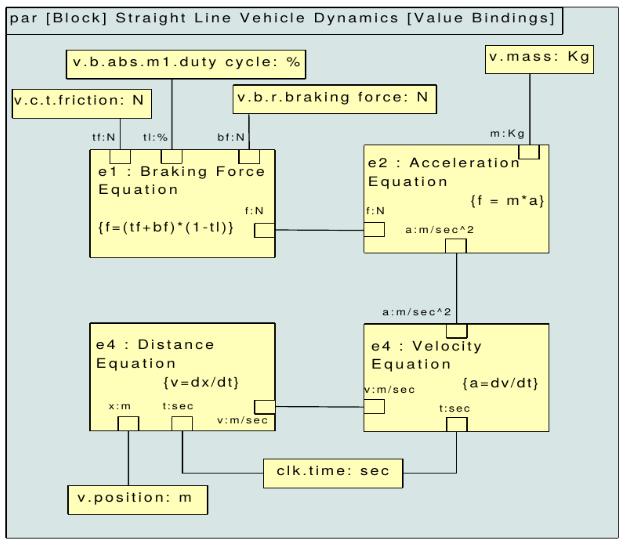 par [Block] Straight Line Vehicle Dynamics [Value Bindings]
v.b.abs.m1.duty cycle: %
v.mass: Kg
v.c.t.friction: N
v.b.r.braking force: N
tf:N
tl:%
bf:N
m:Kg
e1 : Braking Force
Equation
f:N
{f=(tf+bf)*(1-tl)}
e2 : Acceleration
Equation
{f = m*a}
f:N
a:m/sec^2
a:m/sec^2
e4 : Distance
Equation
{v=dx/dt}
x:m
t:sec
v:m/sec
e4 : Velocity
Equation
{a=dv/dt}
v:m/sec
t:sec
clk.time: sec
v.position: m